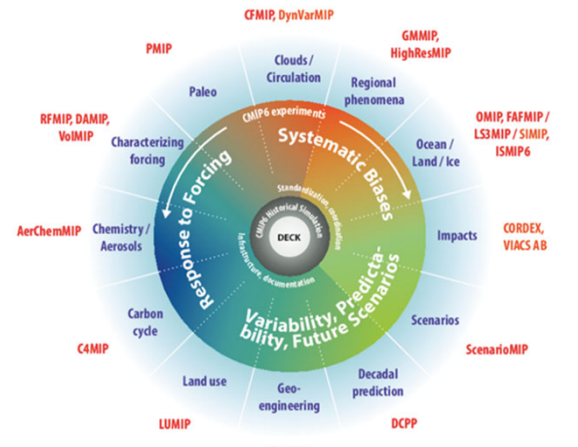 CFMIP, DynVarMIP
GMMIP,
HighResMIP
PMIP
Clouds /
Circulation
Regional
phenomena
Paleo
RFMIP, DAMIP,
VolMIP
Characterizing
forcing
CMIP6 experiments
Systematic Biases
Ocean /
Land / Ice
OMIP, FAFMIP /
LS3MIP / SIMIP,
ISMIP6
Response to Forcing
Standardization, coordination
CMIP6 Historical Simulation
DECK
Infrastructure, documentation
AerChemMIP
Chemistry /
Aerosols
Impacts
CORDEX,
VIACS AB
Variability, Predicta-
bility, Future Scenarios
Carbon
cycle
Scenarios
C4MIP
ScenarioMIP
Land use
Geo-
engineering
Decadal
prediction
LUMIP
DCPP